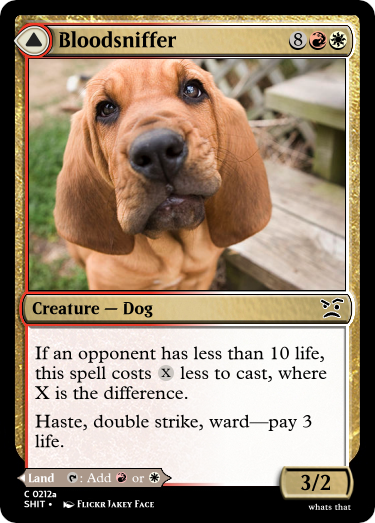 Bloodsniffer 8
Creature — Dog
If an opponent has less than 10 life,
this spell costs X less to cast, where
X is the difference.
Haste, double strike, ward—pay 3
life.
Land : Add or
3/2
C 0212a
SHIT • Flickr Jakey Face
whats that